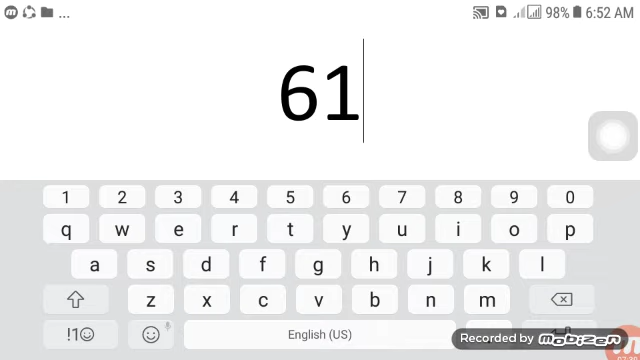 ... 98% 6:52 AM
61
1 2 3 4 5 6 7 8 9 0
q w e r t y u i o p
a s d f g h j k l
z x c v b n m
!1☺ English (US)
Recorded by MOBIZEN